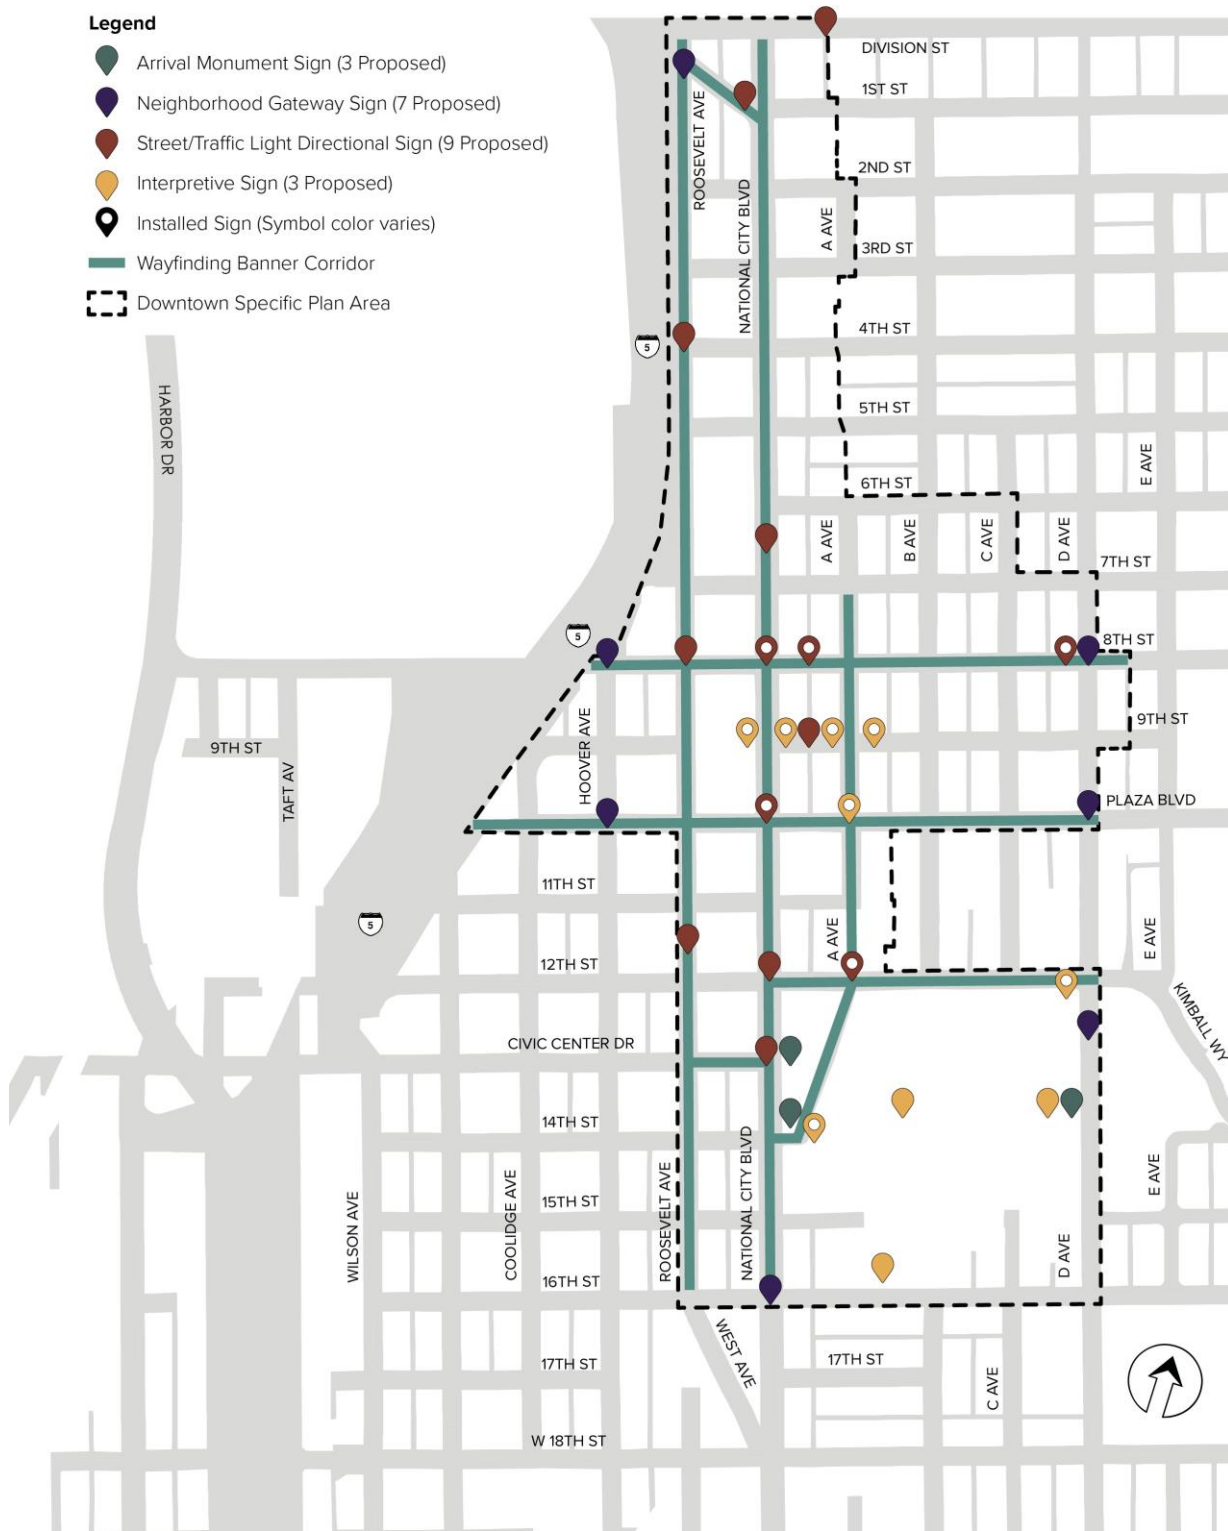 Legend
Arrival Monument Sign (3 Proposed)
Neighborhood Gateway Sign (7 Proposed)
Street/Traffic Light Directional Sign (9 Proposed)
Interpretive Sign (3 Proposed)
Installed Sign (Symbol color varies)
Wayfinding Banner Corridor
Downtown Specific Plan Area
DIVISION ST
1ST ST
ROOSEVELT AVE
2ND ST
NATIONAL CITY BLVD
A AVE
3RD ST
4TH ST
5
HARBOR DR
5TH ST
E AVE
6TH ST
A AVE
B AVE
C AVE
D AVE
7TH ST
5
8TH ST
9TH ST
9TH ST
HOOVER AVE
TAFT AV
PLAZA BLVD
11TH ST
5
A AVE
E AVE
12TH ST
KIMBALL WY
CIVIC CENTER DR
14TH ST
NATIONAL CITY BLVD
E AVE
15TH ST
WILSON AVE
COOLIDGE AVE
ROOSEVELT AVE
D AVE
16TH ST
WEST AVE
17TH ST
17TH ST
C AVE
W 18TH ST